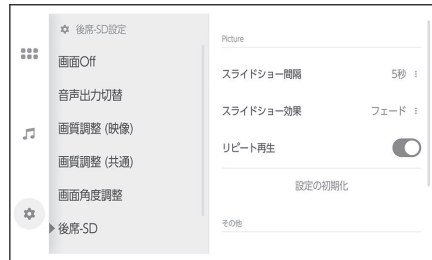 後席-SD設定
画面Off
音声出力切替
画質調整 (映像)
画質調整 (共通)
画面角度調整
後席-SD
Picture
スライドショー間隔 5秒
スライドショー効果 フェード
リピート再生
設定の初期化
その他